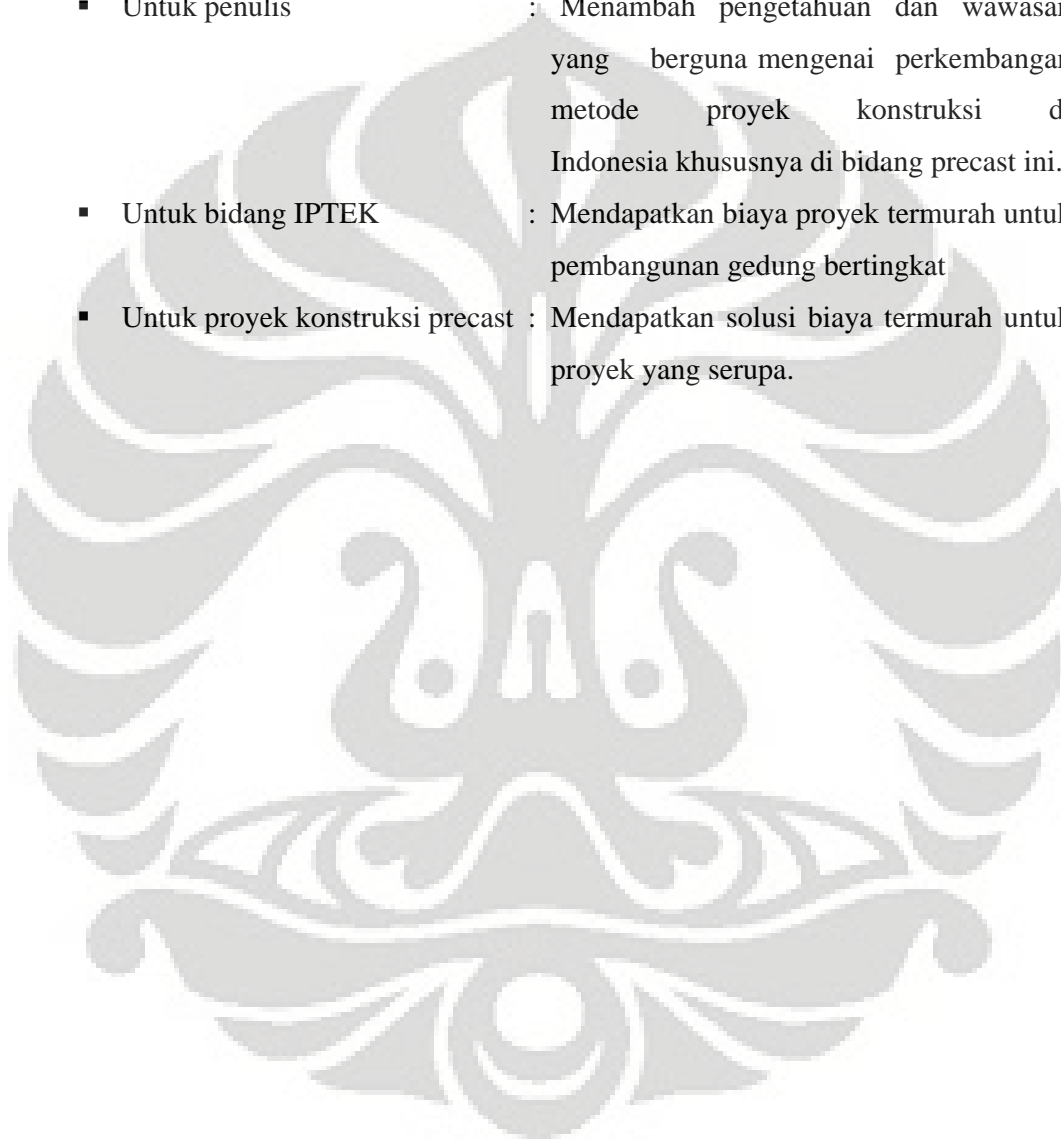 ▪ Untuk penulis : Menambah pengetahuan dan wawasan
yang berguna mengenai perkembangan
metode proyek konstruksi d
Indonesia khususnya di bidang precast ini.
▪ Untuk bidang IPTEK : Mendapatkan biaya proyek termurah untuk
pembangunan gedung bertingkat
▪ Untuk proyek konstruksi precast : Mendapatkan solusi biaya termurah untuk
proyek yang serupa.